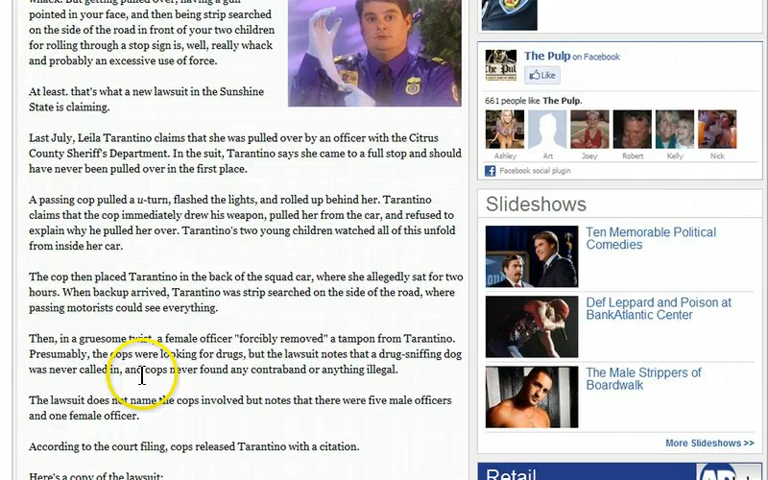 whack. But getting pulled over, having a gun
pointed in your face, and then being strip searched
on the side of the road in front of your two children
for rolling through a stop sign is, well, really whack
and probably an excessive use of force.
At least. that's what a new lawsuit in the Sunshine
State is claiming.
Last July, Leila Tarantino claims that she was pulled over by an officer with the Citrus
County Sheriff's Department. In the suit, Tarantino says she came to a full stop and should
have never been pulled over in the first place.
A passing cop pulled a u-turn, flashed the lights, and rolled up behind her. Tarantino
claims that the cop immediately drew his weapon, pulled her from the car, and refused to
explain why he pulled her over. Tarantino's two young children watched all of this unfold
from inside her car.
The cop then placed Tarantino in the back of the squad car, where she allegedly sat for two
hours. When backup arrived, Tarantino was strip searched on the side of the road, where
passing motorists could see everything.
Then, in a gruesome twist, a female officer "forcibly removed" a tampon from Tarantino.
Presumably, the cops were looking for drugs, but the lawsuit notes that a drug-sniffing dog
was never called in, and cops never found any contraband or anything illegal.
The lawsuit does not name the cops involved but notes that there were five male officers
and one female officer.
According to the court filing, cops released Tarantino with a citation.
Here's a copy of the lawsuit:
The Pulp on Facebook
Like
661 people like The Pulp.
Ashley Art Joey Robert Kelly Nick
Facebook social plugin
Slideshows
Ten Memorable Political
Comedies
Def Leppard and Poison at
BankAtlantic Center
The Male Strippers of
Boardwalk
More Slideshows >>
Retail